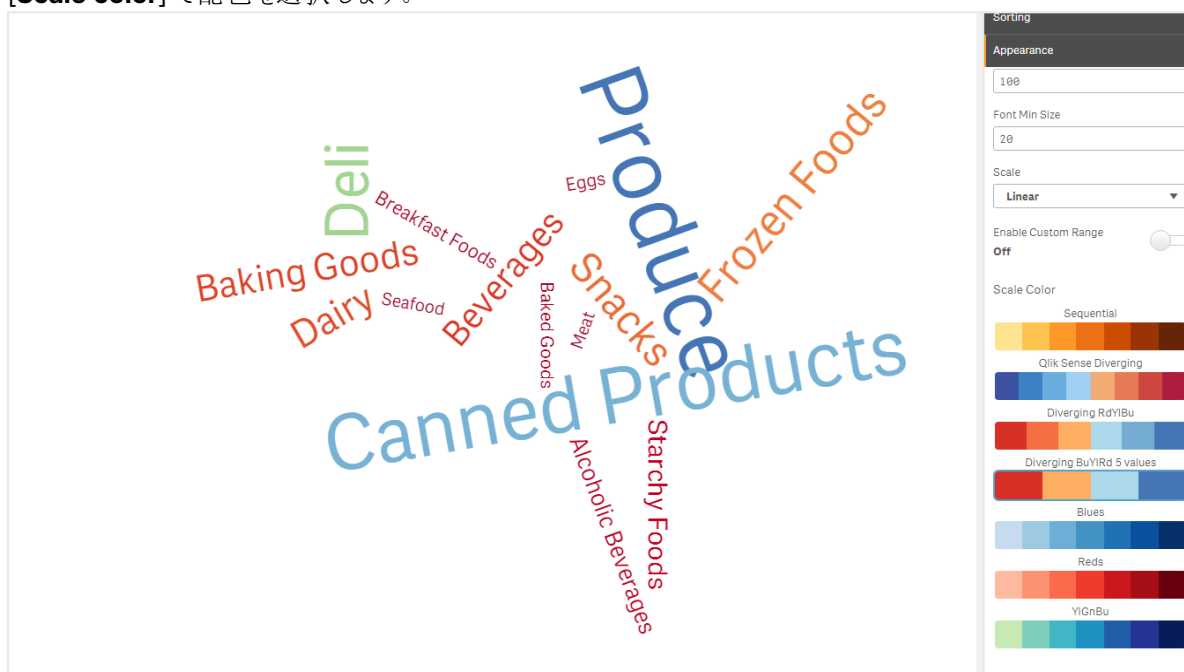 [Scale color] で配色を選択します。
Sorting
Appearance
100
Font Min Size
20
Scale
Linear
Enable Custom Range
Off
Scale Color
Sequential
Qlik Sense Diverging
Diverging RdYlBu
Diverging BuYlRd 5 values
Blues
Reds
YlGnBu
Produce
Frozen Foods
Deli
Eggs
Breakfast Foods
Beverages
Baking Goods
Snacks
Dairy
Seafood
Baked Goods
Meat
Canned Products
Starchy Foods
Alcoholic Beverages